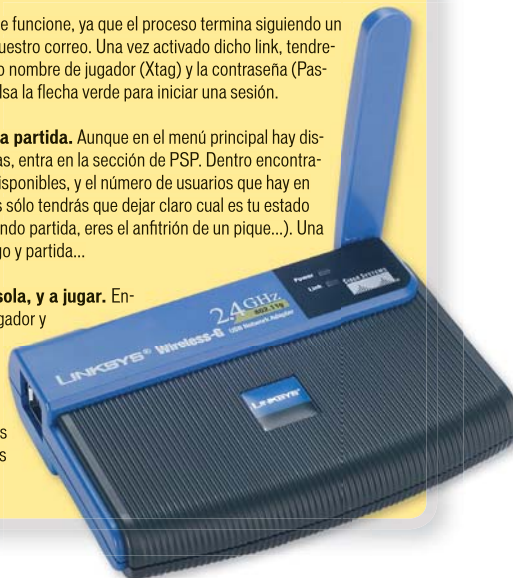 e funcione, ya que el proceso termina siguiendo un
uestro correo. Una vez activado dicho link, tendre-
o nombre de jugador (Xtag) y la contraseña (Pas-
lsa la flecha verde para iniciar una sesión.
a partida. Aunque en el menú principal hay dis-
as, entra en la sección de PSP. Dentro encontra-
disponibles, y el número de usuarios que hay en
s sólo tendrás que dejar claro cual es tu estado
ndo partida, eres el anfitrión de un pique...). Una
go y partida...
sola, y a jugar. En-
gador y
s
s
Power
Link
CISCO SYSTEMS
2,4GHz
802.11g
LINKSYS® Wireless-G USB Network Adapter
LINKSYS®